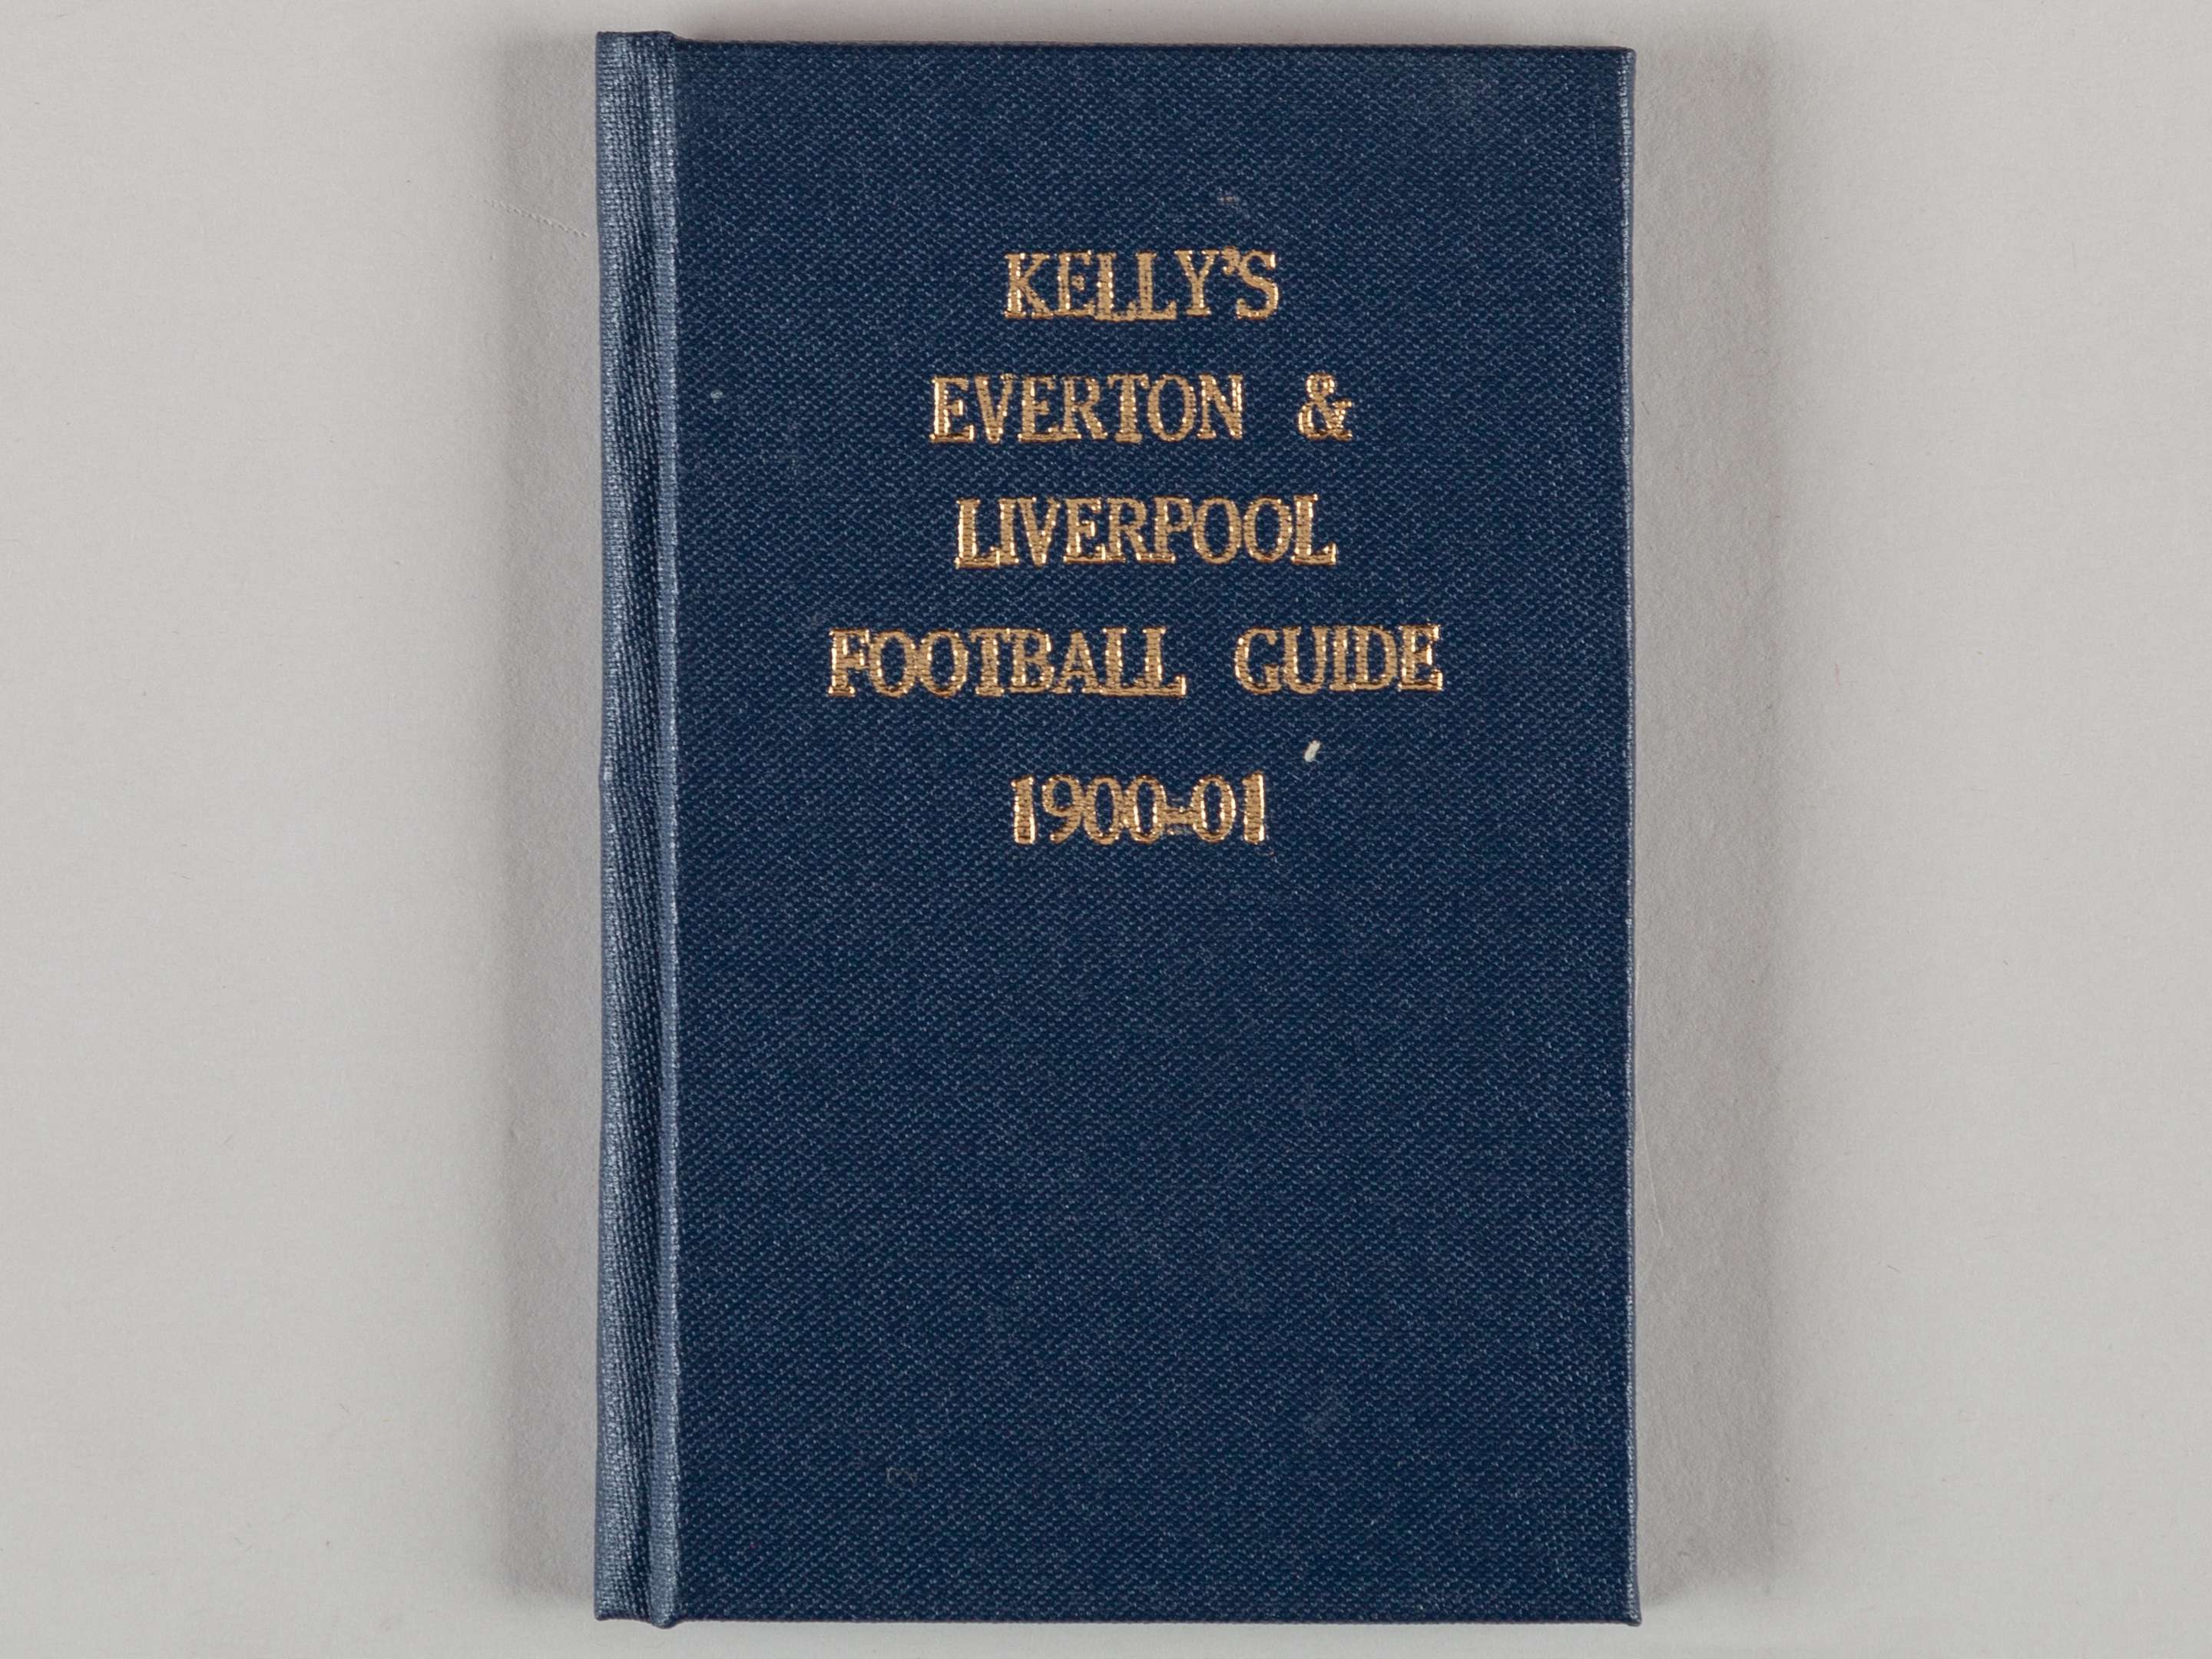 KELLY'S
EVERTON &
LIVERPOOL
FOOTBALL GUIDE
1900-01